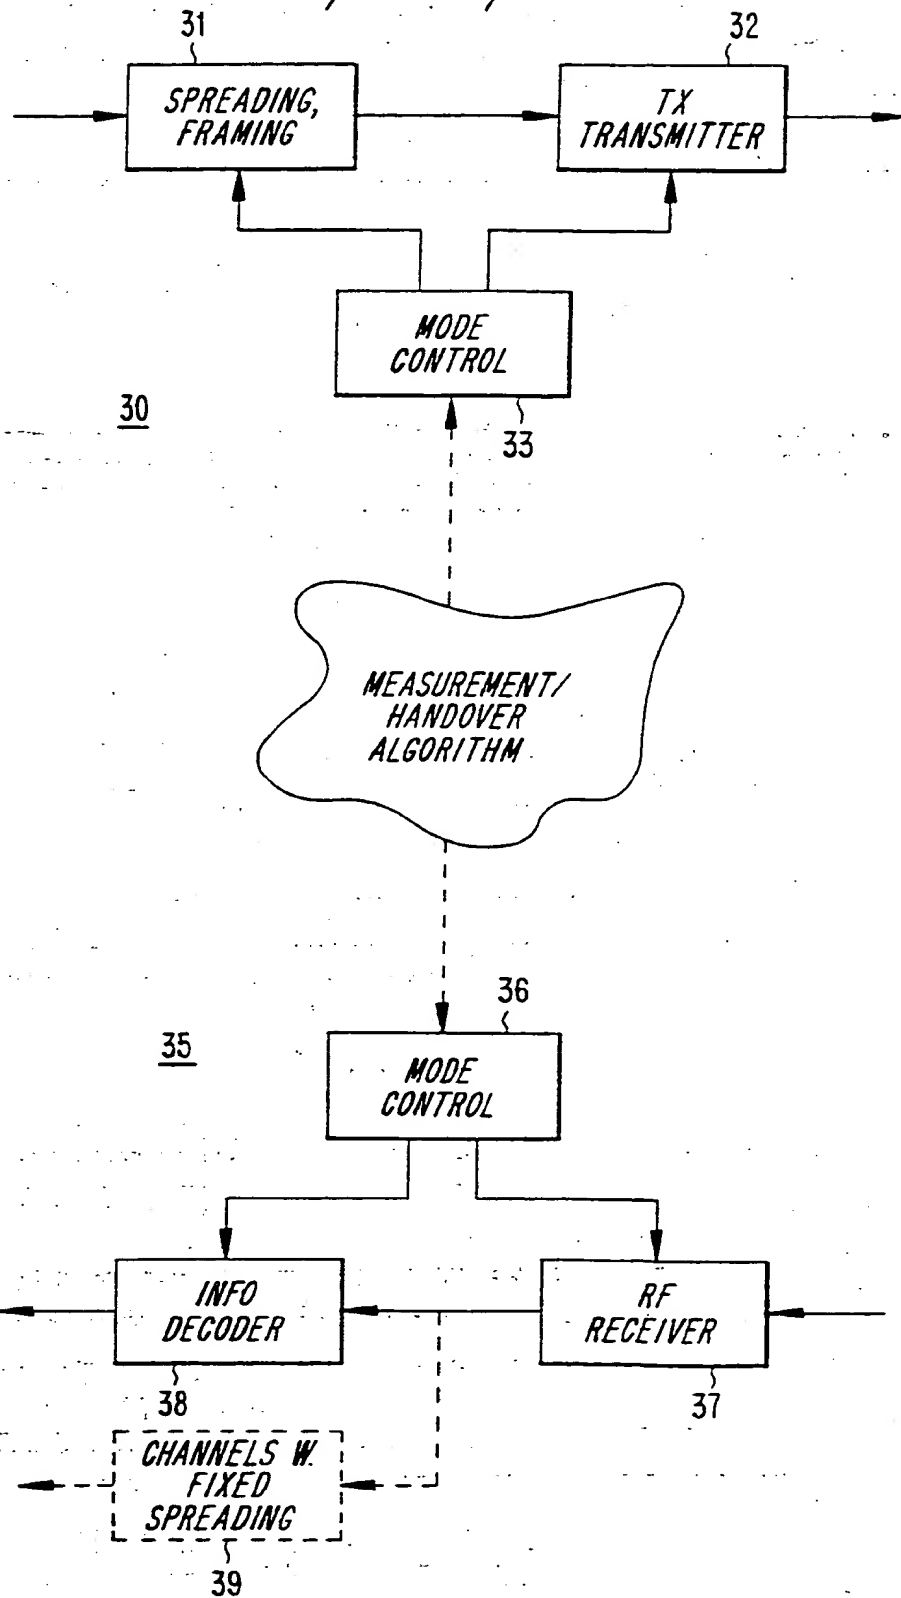 31
32
SPREADING,
FRAMING
TX
TRANSMITTER
MODE
CONTROL
30
33
MEASUREMENT/
HANDOVER
ALGORITHM
36
35
MODE
CONTROL
INFO
DECODER
RF
RECEIVER
38
37
CHANNELS W.
FIXED
SPREADING
39